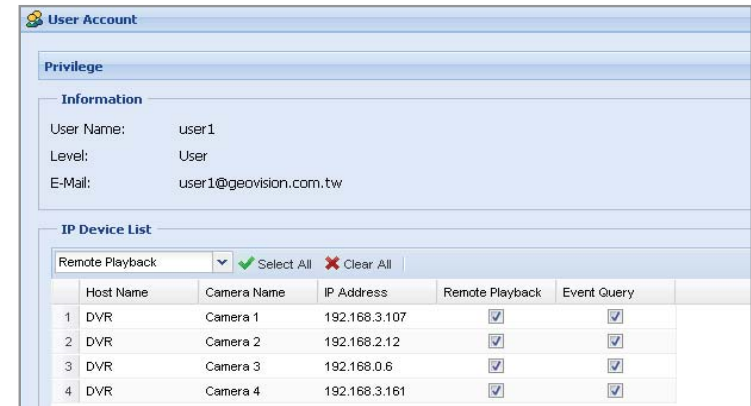 User Account
Privilege
Information
User Name: user1
Level: User
E-Mail: user1@geovision.com.tw
IP Device List
Remote Playback Select All Clear All
Host Name Camera Name IP Address Remote Playback Event Query
1 DVR Camera 1 192.168.3.107
2 DVR Camera 2 192.168.2.12
3 DVR Camera 3 192.168.0.6
4 DVR Camera 4 192.168.3.161